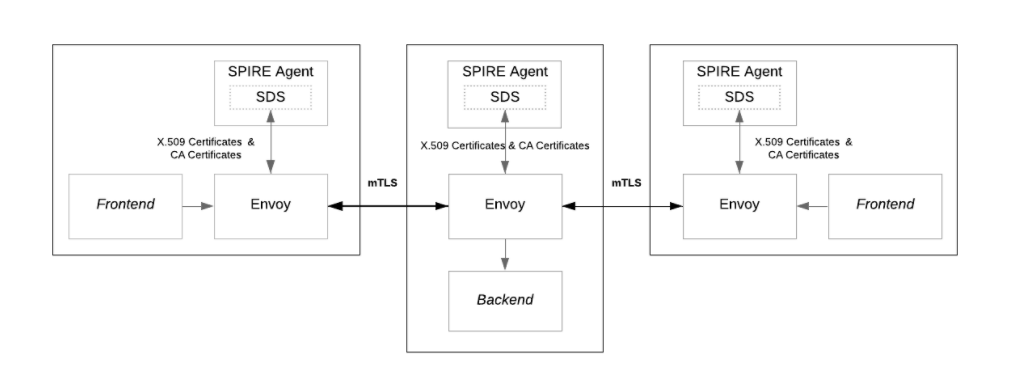 SPIRE Agent
SDS
X.509 Certificates &
CA Certificates
Frontend
Envoy
mTLS
SPIRE Agent
SDS
X.509 Certificates & CA Certificates
Envoy
Backend
mTLS
SPIRE Agent
SDS
X.509 Certificates &
CA Certificates
Envoy
Frontend